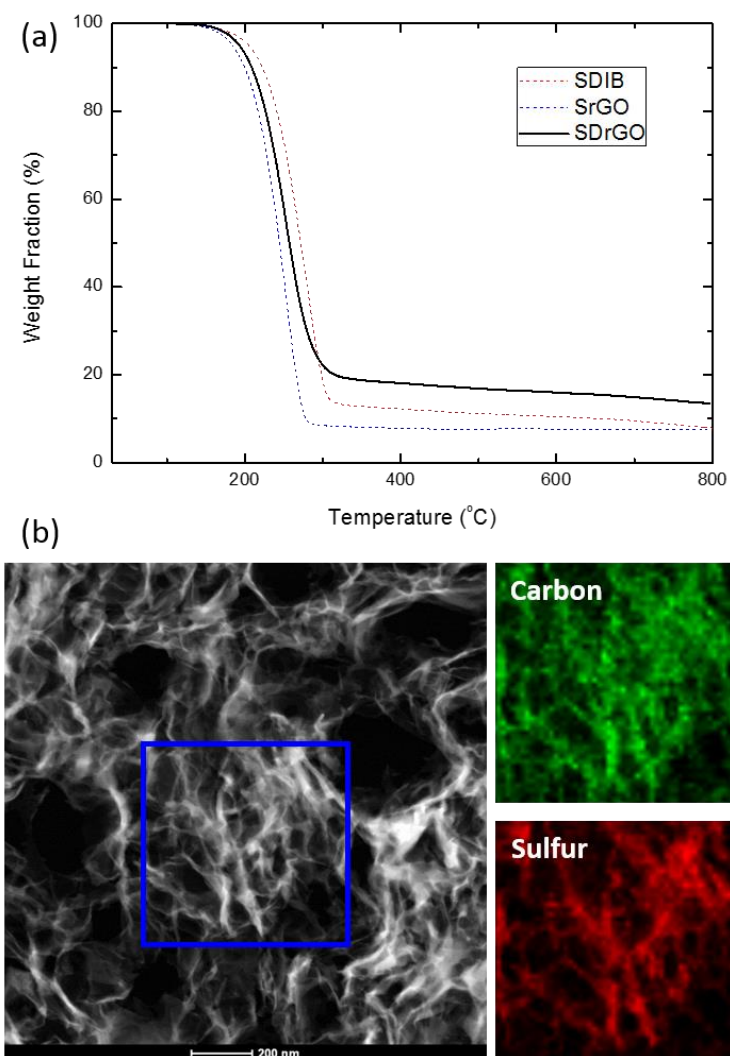 (a)
100
80
60
40
20
0
Weight Fraction (%)
SDIB
SrGO
SDrGO
200
400
600
800
Temperature (°C)
(b)
Carbon
Sulfur
200 nm